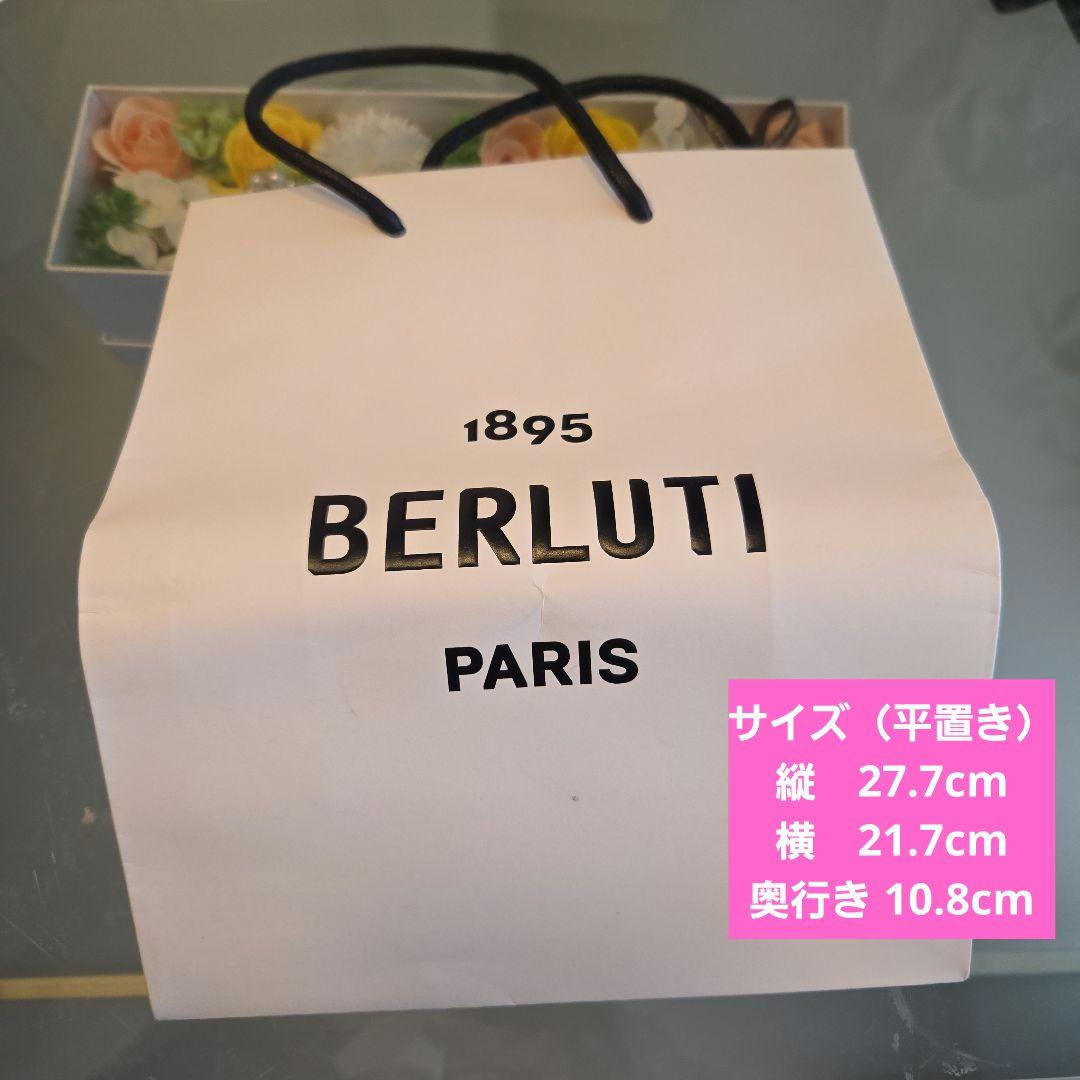 1895
BERLUTI
PARIS
サイズ（平置き）
縦　27.7cm
横　21.7cm
奥行き 10.8cm